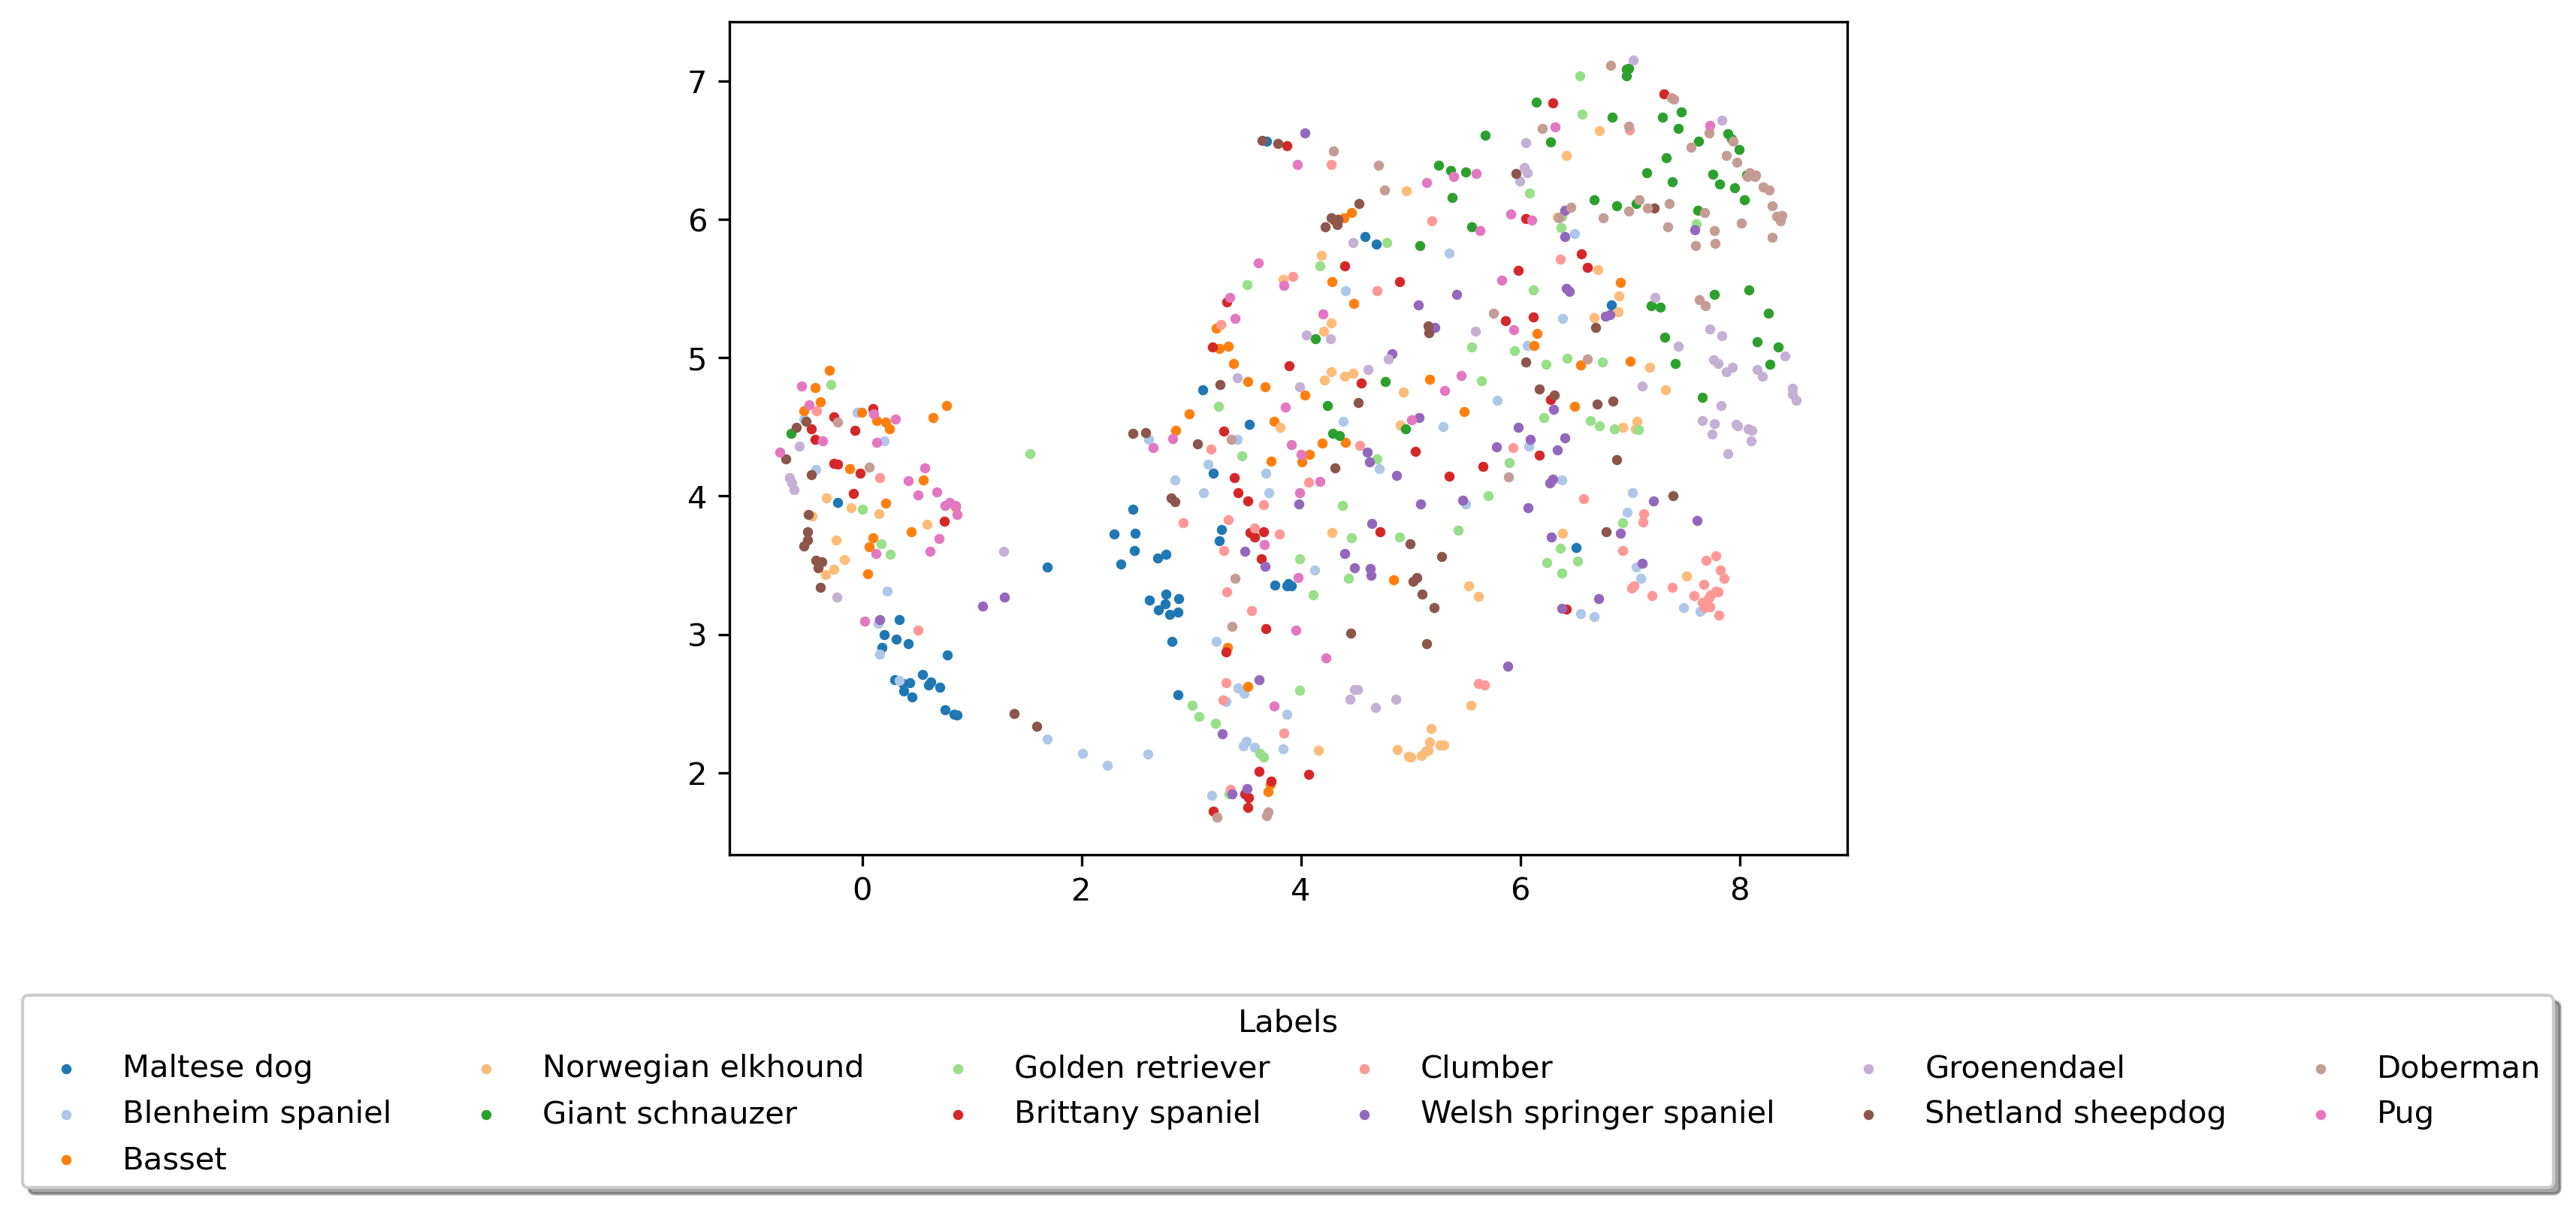 7
6
5
4
3
2
0 2 4 6 8
Labels
Maltese dog Norwegian elkhound Golden retriever Clumber Groenendael Doberman
Blenheim spaniel Giant schnauzer Brittany spaniel Welsh springer spaniel Shetland sheepdog Pug
Basset